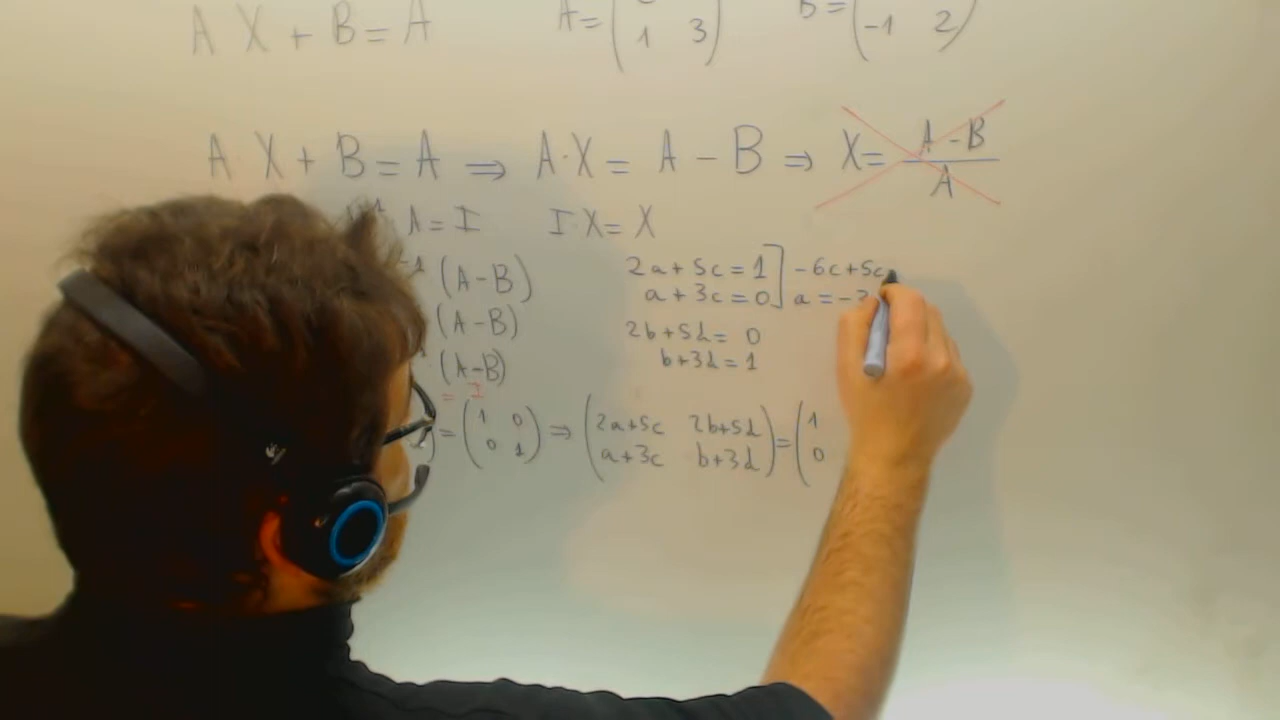 A X + B = A A = ( 1 3 ) B = ( -1 2 )
A X + B = A ⇒ A·X = A - B ⇒ X = A - B / A
A = I I X = X
-1 (A-B) 2a+5c = 1 ] -6c+5c
(A-B) a+3c = 0 ] a = -
2b+5d = 0
(A-B) b+3d = 1
= I
= ( 1 0 ) ⇒ ( 2a+5c 2b+5d ) = ( 1
0 1 a+3c b+3d 0